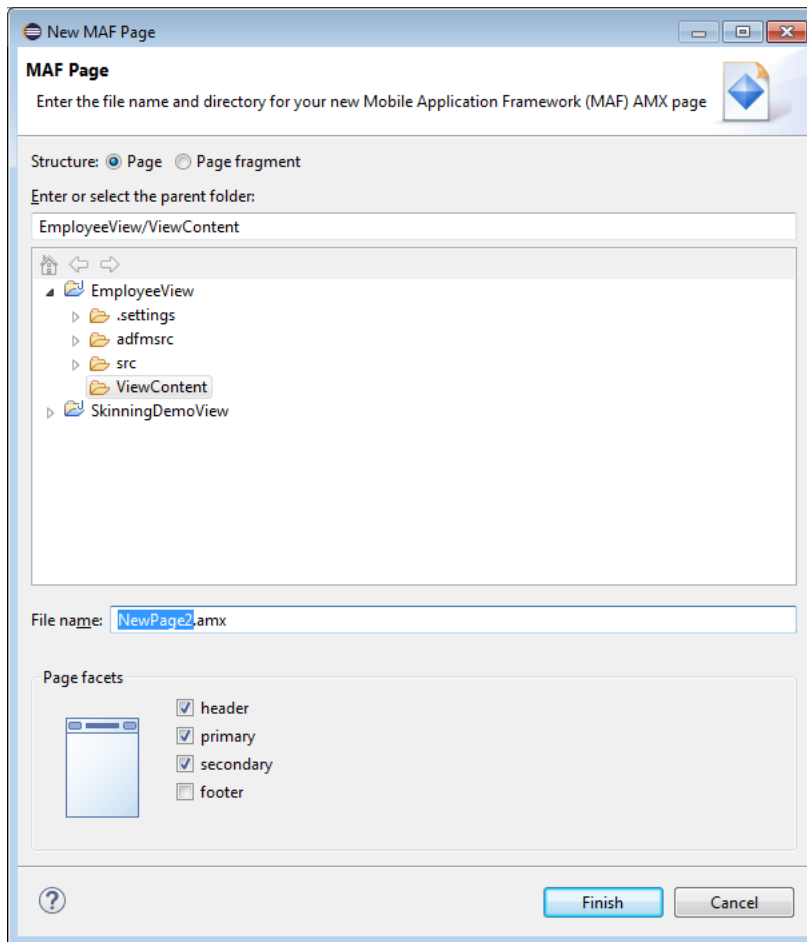 New MAF Page
MAF Page
Enter the file name and directory for your new Mobile Application Framework (MAF) AMX page
Structure: Page Page fragment
Enter or select the parent folder:
EmployeeView/ViewContent
EmployeeView
.settings
adfmsrc
src
ViewContent
SkinningDemoView
File name: NewPage2.amx
Page facets
header
primary
secondary
footer
?
Finish Cancel